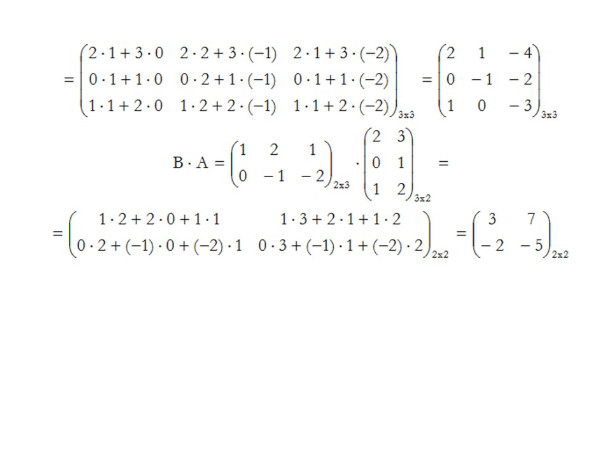 = (2·1+3·0 2·2+3·(−1) 2·1+3·(−2)) (2 1 −4)
= (0·1+1·0 0·2+1·(−1) 0·1+1·(−2)) = (0 −1 −2)
(1·1+2·0 1·2+2·(−1) 1·1+2·(−2))3x3 (1 0 −3)3x3
B · A = (1 2 1 / 0 −1 −2)2x3 · (2 3 / 0 1 / 1 2)3x2 =
= (1·2+2·0+1·1 1·3+2·1+1·2 / 0·2+(−1)·0+(−2)·1 0·3+(−1)·1+(−2)·2)2x2 = (3 7 / −2 −5)2x2